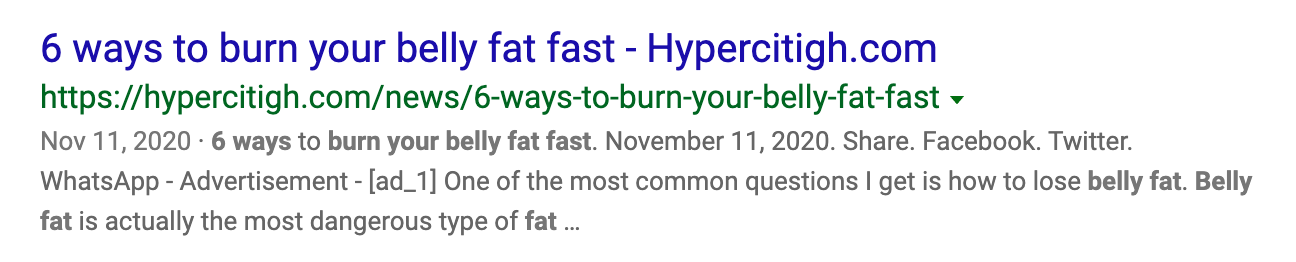 6 ways to burn your belly fat fast - Hypercitigh.com
https://hypercitigh.com/news/6-ways-to-burn-your-belly-fat-fast
Nov 11, 2020 · 6 ways to burn your belly fat fast. November 11, 2020. Share. Facebook. Twitter.
WhatsApp - Advertisement - [ad_1] One of the most common questions I get is how to lose belly fat. Belly
fat is actually the most dangerous type of fat ...